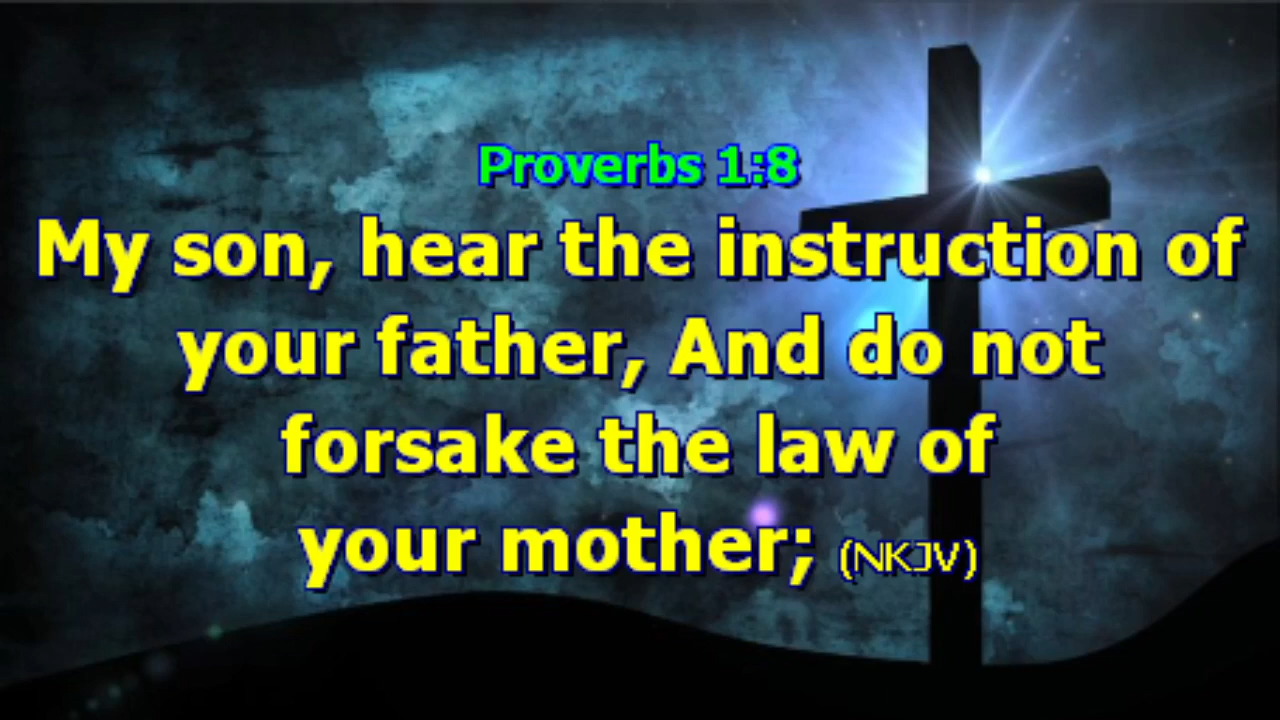 Proverbs 1:8
My son, hear the instruction of
your father, And do not
forsake the law of
your mother; (NKJV)